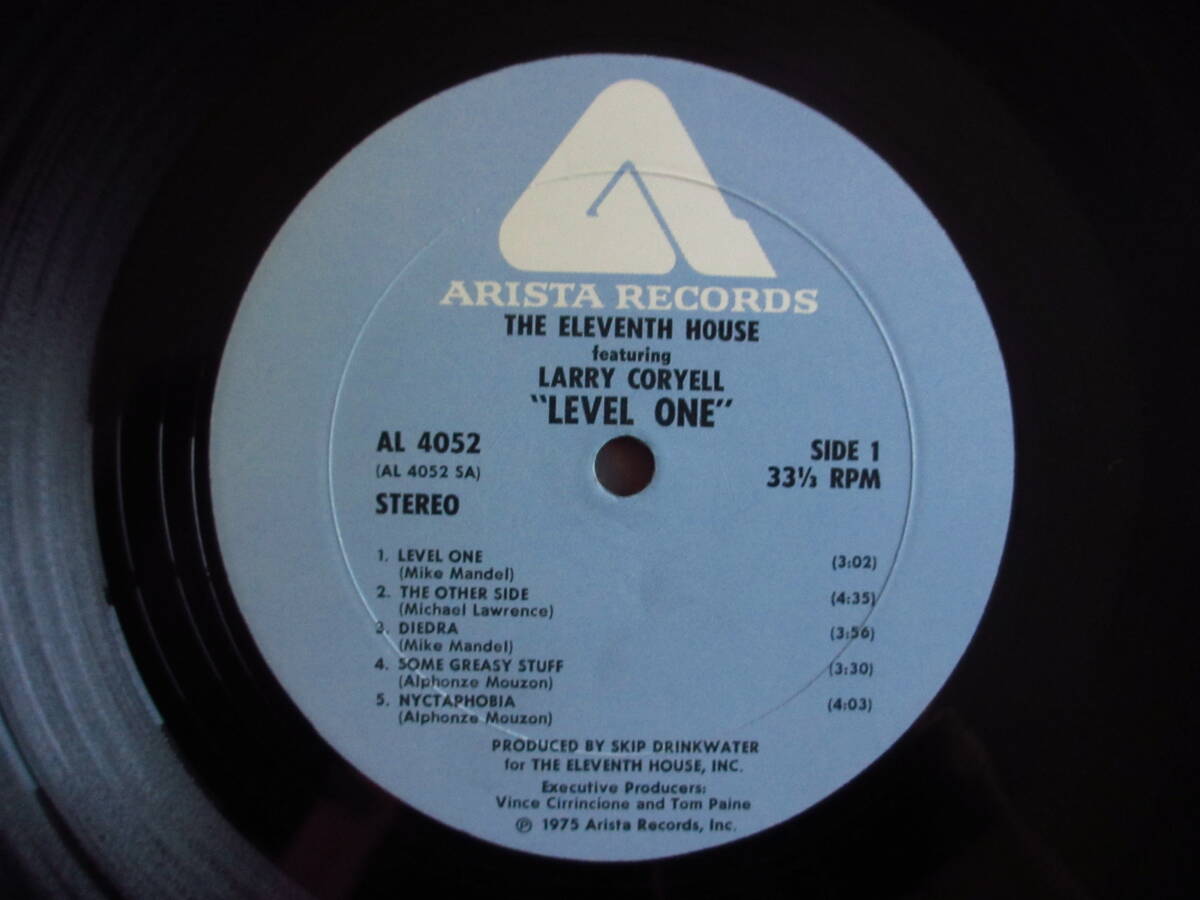 ARISTA RECORDS
THE ELEVENTH HOUSE
featuring
LARRY CORYELL
"LEVEL ONE"
AL 4052 SIDE 1
(AL 4052 SA) 33⅓ RPM
STEREO
1. LEVEL ONE (3:02)
(Mike Mandel)
2. THE OTHER SIDE (4:35)
(Michael Lawrence)
3. DIEDRA (3:56)
(Mike Mandel)
4. SOME GREASY STUFF (3:30)
(Alphonze Mouzon)
5. NYCTAPHOBIA (4:03)
(Alphonze Mouzon)
PRODUCED BY SKIP DRINKWATER
for THE ELEVENTH HOUSE, INC.
Executive Producers:
Vince Cirrincione and Tom Paine
℗ 1975 Arista Records, Inc.